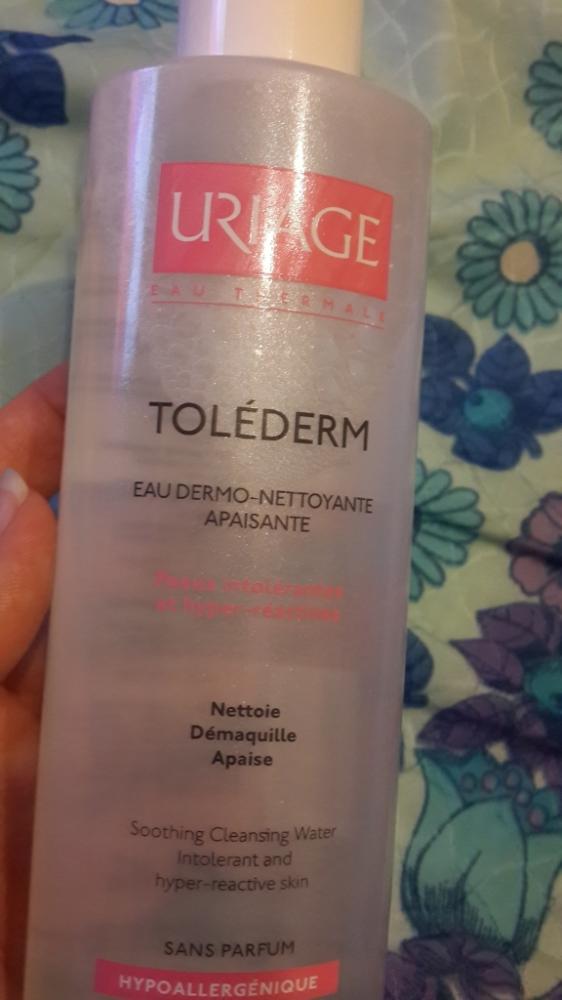 URIAGE
EAU THERMALE
TOLÉDERM
EAU DERMO-NETTOYANTE
APAISANTE
Peaux intolérantes
et hyper-réactives
Nettoie
Démaquille
Apaise
Soothing Cleansing Water
Intolerant and
hyper-reactive skin
SANS PARFUM
HYPOALLERGÉNIQUE